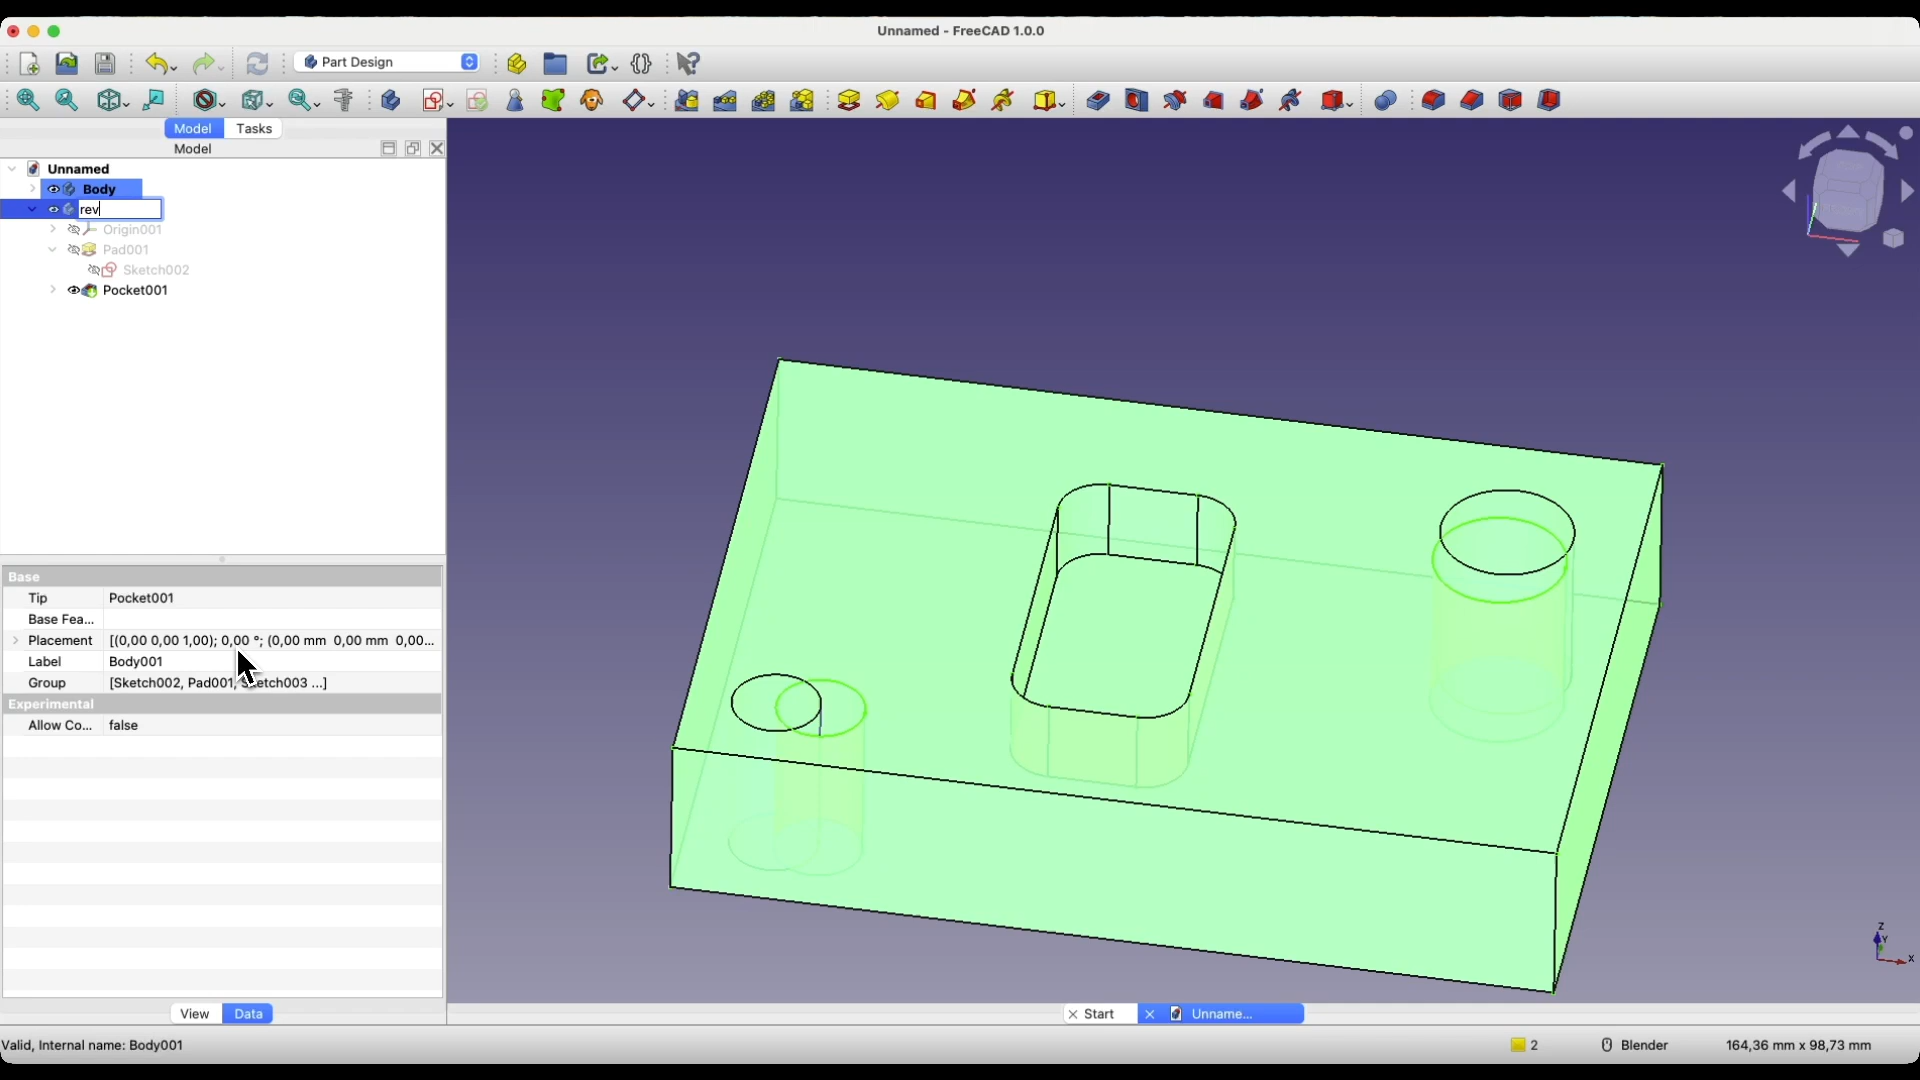 Unnamed - FreeCAD 1.0.0
Part Design
Model
Tasks
Model
Unnamed
Body
rev
Origin001
Pad001
Sketch002
Pocket001
Base
Tip Pocket001
Base Fea...
Placement [(0,00 0,00 1,00); 0,00 °; (0,00 mm 0,00 mm 0,00...
Label Body001
Group [Sketch002, Pad001, Sketch003 ...]
Experimental
Allow Co... false
View
Data
Start
Unname...
Z
Y
X
Valid, Internal name: Body001
2
Blender
164,36 mm x 98,73 mm